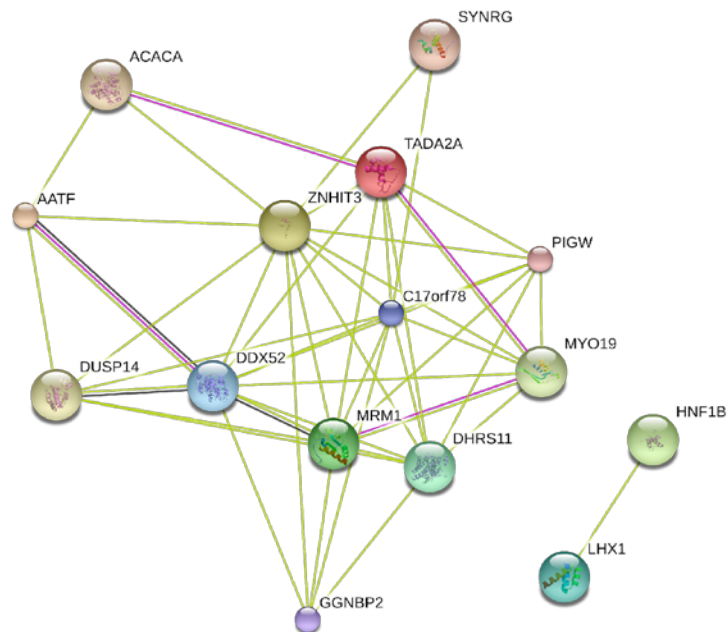 SYNRG
ACACA
TADA2A
AATF
ZNHIT3
PIGW
C17orf78
MYO19
DUSP14
DDX52
MRM1
HNF1B
DHRS11
LHX1
GGNBP2